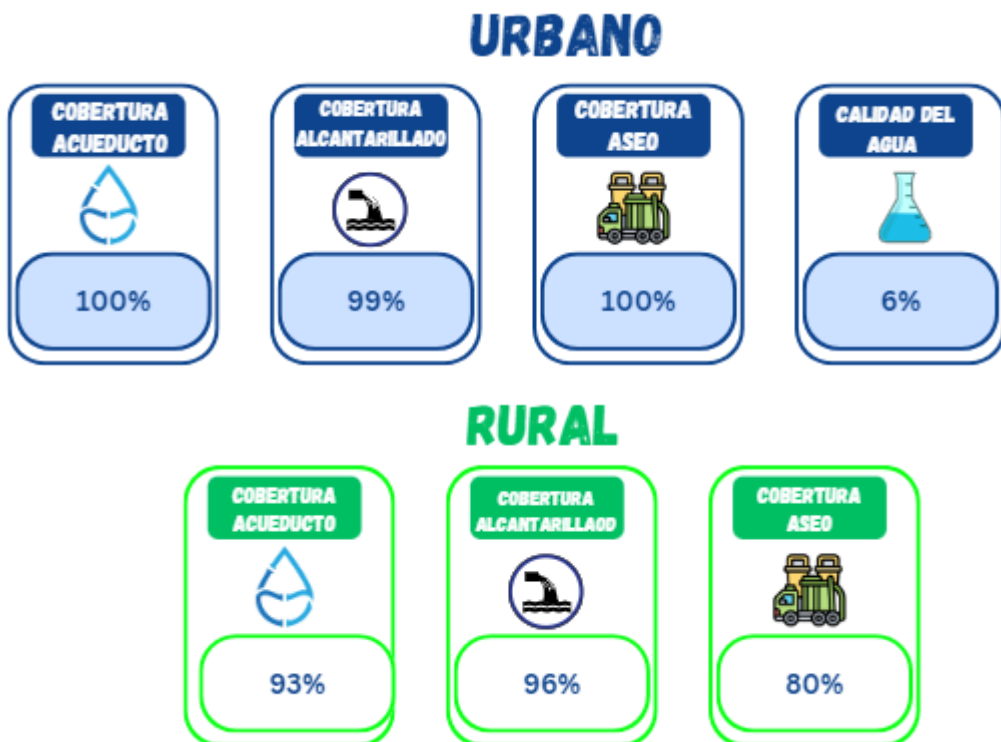 URBANO
COBERTURA
ACUEDUCTO
100%
COBERTURA
ALCANTARILLADO
99%
COBERTURA
ASEO
100%
CALIDAD DEL
AGUA
6%
RURAL
COBERTURA
ACUEDUCTO
93%
COBERTURA
ALCANTARILLAOD
96%
COBERTURA
ASEO
80%